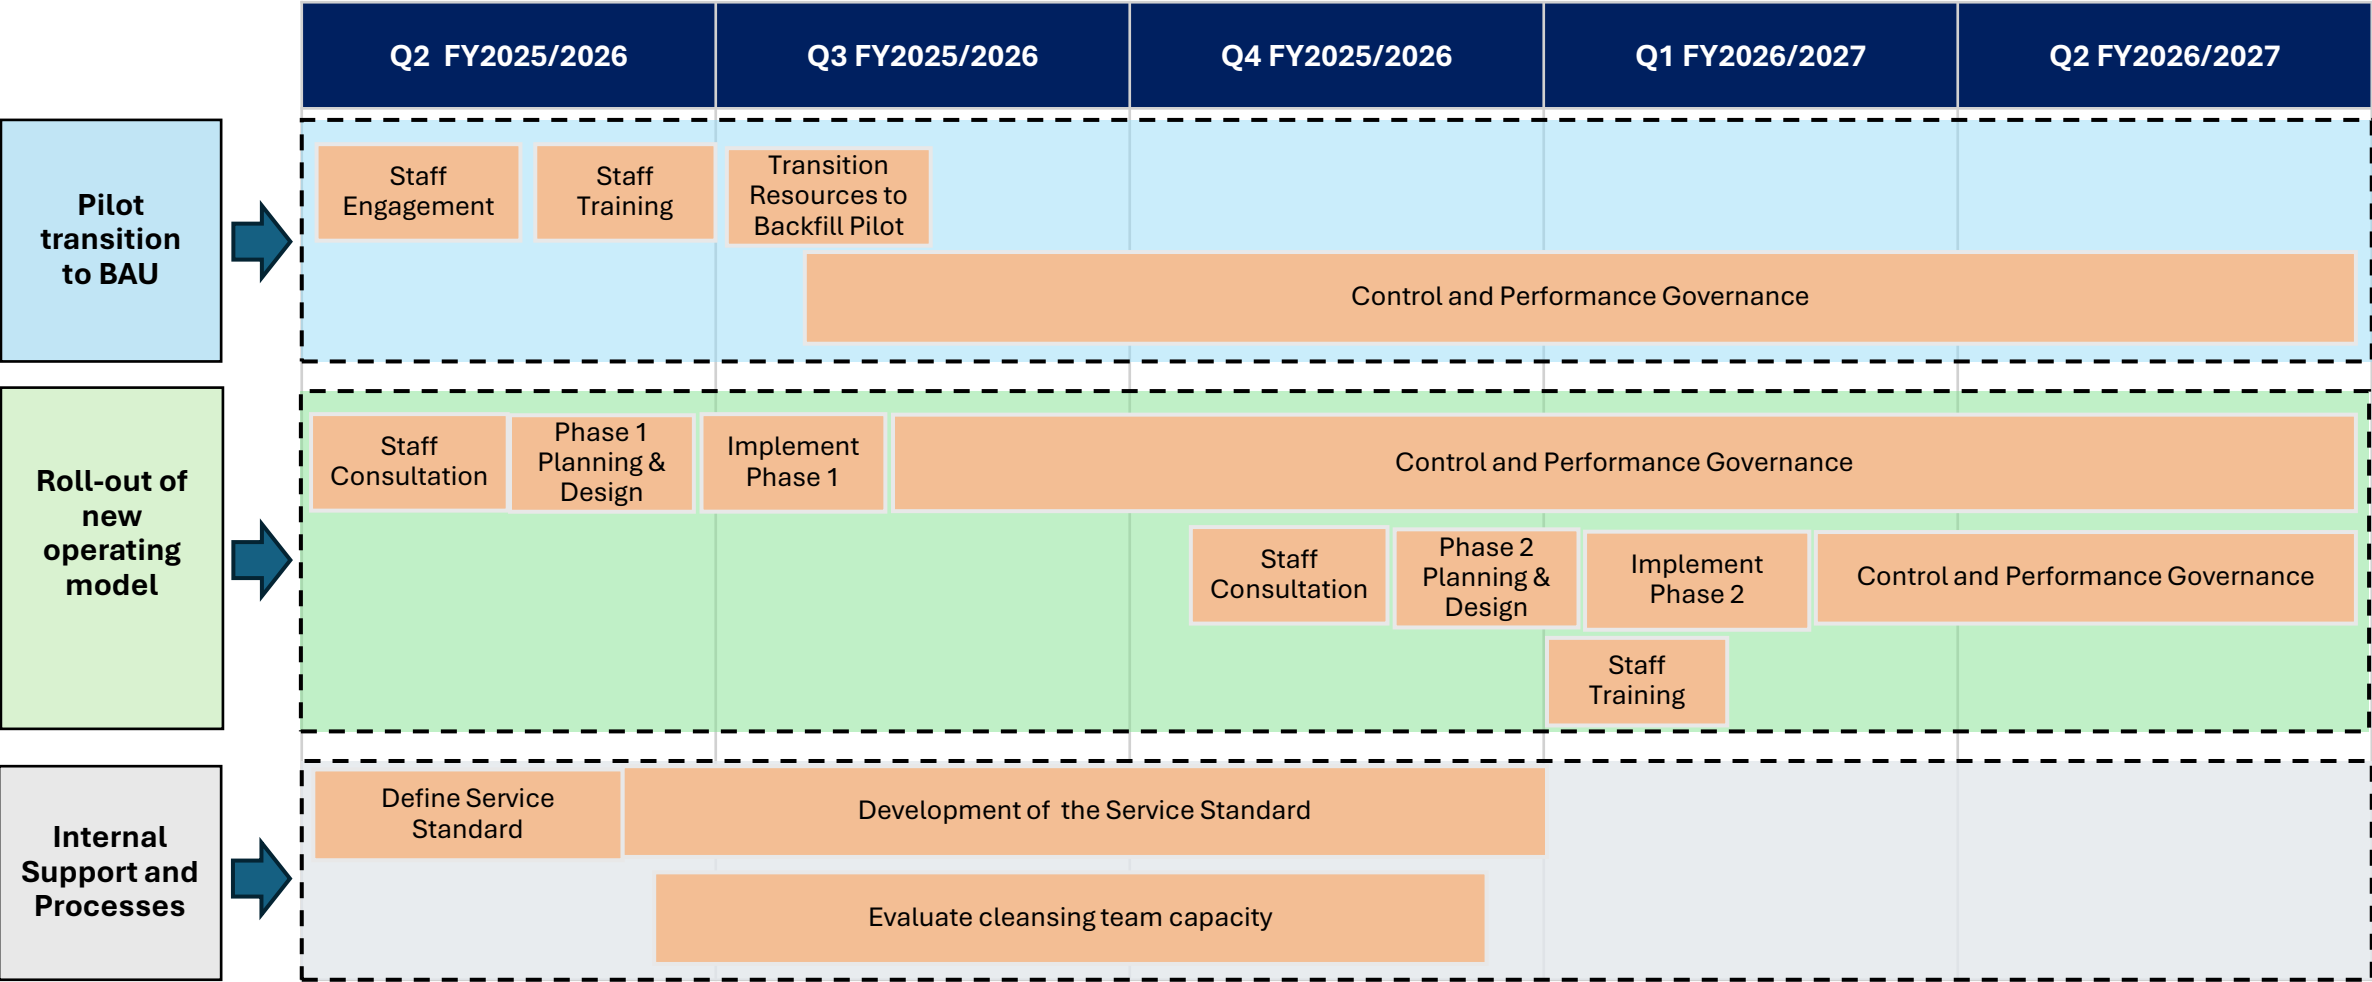 Q2  FY2025/2026
Q3 FY2025/2026
Q4 FY2025/2026
Q1 FY2026/2027
Q2 FY2026/2027
Pilot
transition
to BAU
Staff
Engagement
Staff
Training
Transition
Resources to
Backfill Pilot
Control and Performance Governance
Roll-out of
new
operating
model
Staff
Consultation
Phase 1
Planning &
Design
Implement
Phase 1
Control and Performance Governance
Staff
Consultation
Phase 2
Planning &
Design
Implement
Phase 2
Control and Performance Governance
Staff
Training
Internal
Support and
Processes
Define Service
Standard
Development of  the Service Standard
Evaluate cleansing team capacity